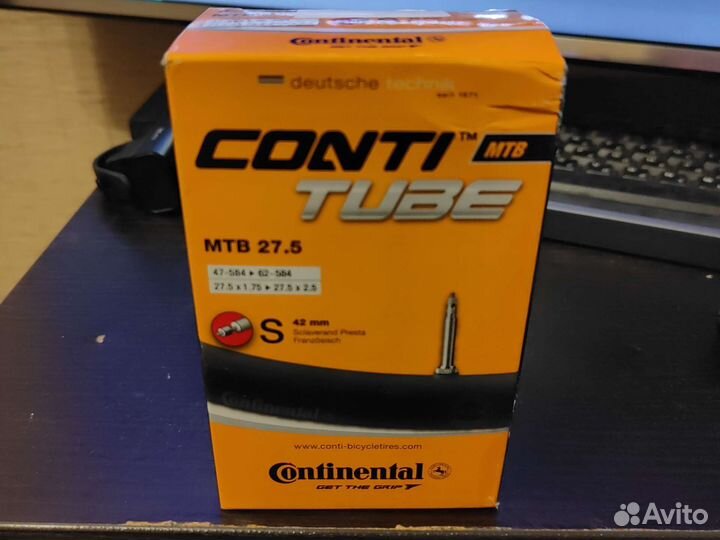 Continental
deutsche technik
seit 1871
CONTI™ MTB
TUBE
MTB 27.5
47-584 ▸ 62-584
27.5 x 1.75 ▸ 27.5 x 2.5
S
42 mm
Sclaverand Presta
Französisch
Continental
www.conti-bicycletires.com
Continental
GET THE GRIP
Avito